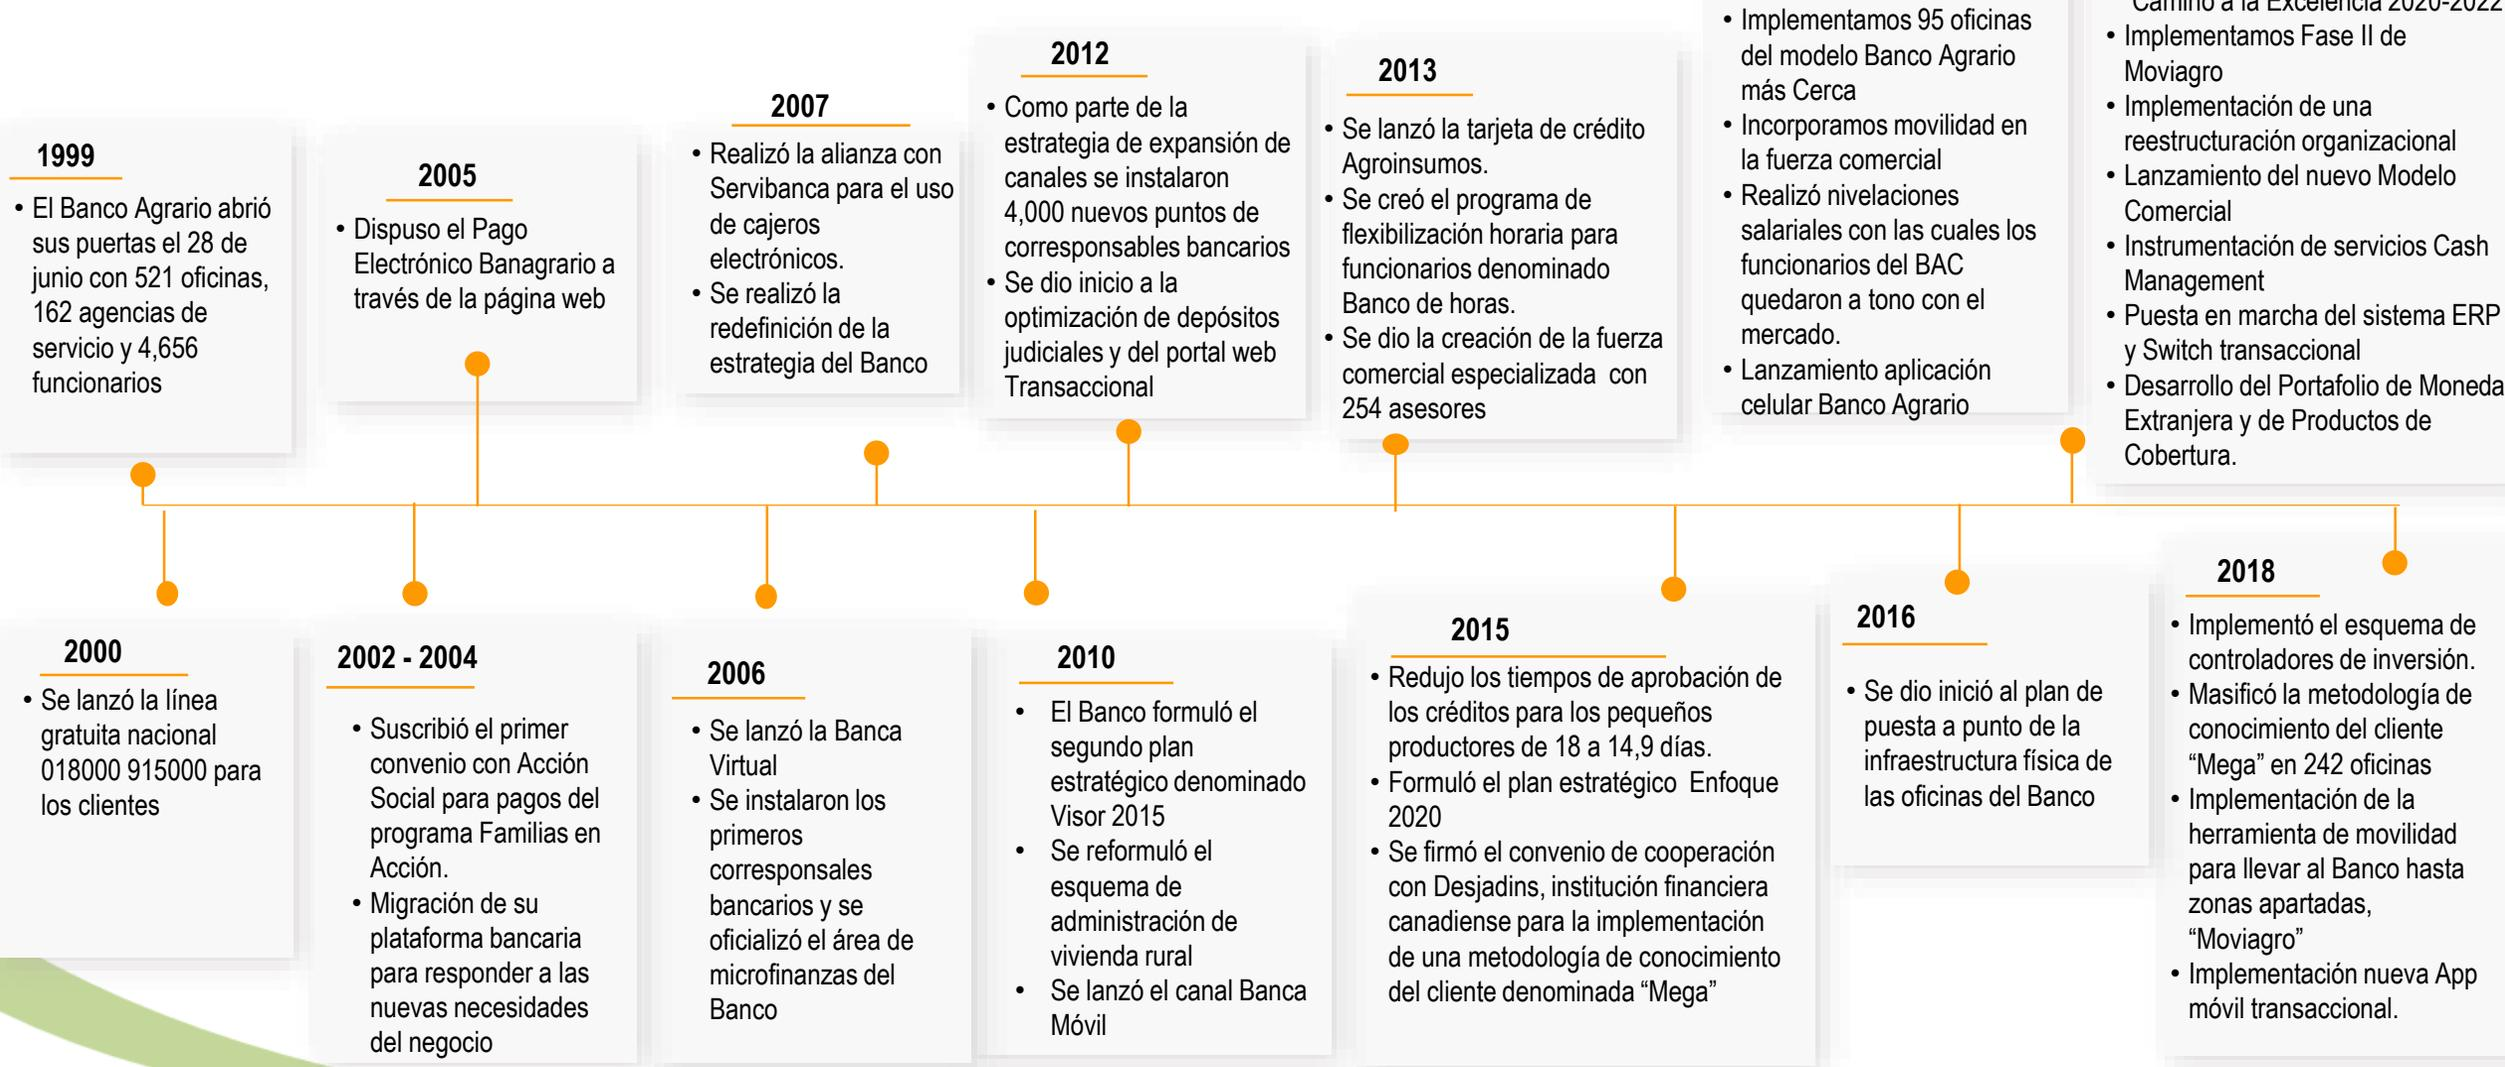 1999
• El Banco Agrario abrió
sus puertas el 28 de
junio con 521 oficinas,
162 agencias de
servicio y 4,656
funcionarios
2005
• Dispuso el Pago
Electrónico Banagrario a
través de la página web
2007
• Realizó la alianza con
Servibanca para el uso
de cajeros
electrónicos.
• Se realizó la
redefinición de la
estrategia del Banco
2012
• Como parte de la
estrategia de expansión de
canales se instalaron
4,000 nuevos puntos de
corresponsables bancarios
• Se dio inicio a la
optimización de depósitos
judiciales y del portal web
Transaccional
2013
• Se lanzó la tarjeta de crédito
Agroinsumos.
• Se creó el programa de
flexibilización horaria para
funcionarios denominado
Banco de horas.
• Se dio la creación de la fuerza
comercial especializada con
254 asesores
• Implementamos 95 oficinas
del modelo Banco Agrario
más Cerca
• Incorporamos movilidad en
la fuerza comercial
• Realizó nivelaciones
salariales con las cuales los
funcionarios del BAC
quedaron a tono con el
mercado.
• Lanzamiento aplicación
celular Banco Agrario
"Camino a la Excelencia 2020-2022
• Implementamos Fase II de
Moviagro
• Implementación de una
reestructuración organizacional
• Lanzamiento del nuevo Modelo
Comercial
• Instrumentación de servicios Cash
Management
• Puesta en marcha del sistema ERP
y Switch transaccional
• Desarrollo del Portafolio de Moneda
Extranjera y de Productos de
Cobertura.
2000
• Se lanzó la línea
gratuita nacional
018000 915000 para
los clientes
2002 - 2004
• Suscribió el primer
convenio con Acción
Social para pagos del
programa Familias en
Acción.
• Migración de su
plataforma bancaria
para responder a las
nuevas necesidades
del negocio
2006
• Se lanzó la Banca
Virtual
• Se instalaron los
primeros
corresponsales
bancarios y se
oficializó el área de
microfinanzas del
Banco
2010
• El Banco formuló el
segundo plan
estratégico denominado
Visor 2015
• Se reformuló el
esquema de
administración de
vivienda rural
• Se lanzó el canal Banca
Móvil
2015
• Redujo los tiempos de aprobación de
los créditos para los pequeños
productores de 18 a 14,9 días.
• Formuló el plan estratégico Enfoque
2020
• Se firmó el convenio de cooperación
con Desjadins, institución financiera
canadiense para la implementación
de una metodología de conocimiento
del cliente denominada “Mega”
2016
• Se dio inició al plan de
puesta a punto de la
infraestructura física de
las oficinas del Banco
2018
• Implementó el esquema de
controladores de inversión.
• Masificó la metodología de
conocimiento del cliente
“Mega” en 242 oficinas
• Implementación de la
herramienta de movilidad
para llevar al Banco hasta
zonas apartadas,
“Moviagro”
• Implementación nueva App
móvil transaccional.